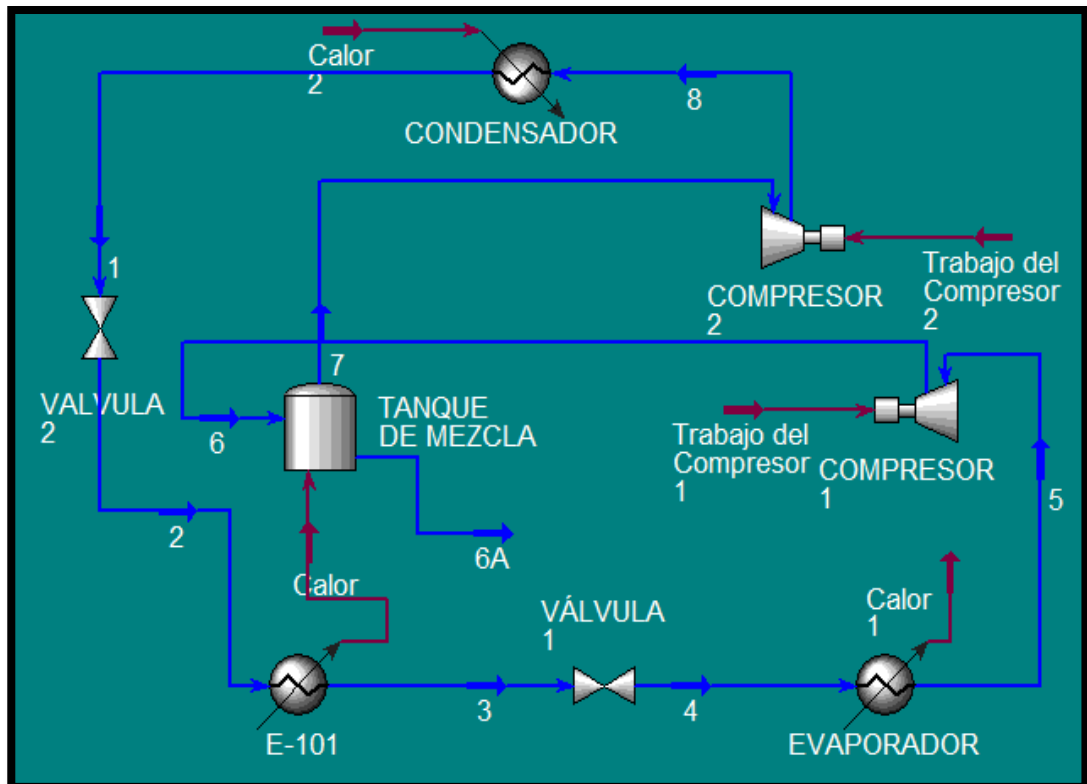 Calor
2
8
CONDENSADOR
1
Trabajo del
Compresor
2
COMPRESOR
2
VALVULA
2
7
6
TANQUE
DE MEZCLA
Trabajo del
Compresor
1
COMPRESOR
1
5
2
6A
Calor
VÁLVULA
1
Calor
1
3
4
E-101
EVAPORADOR